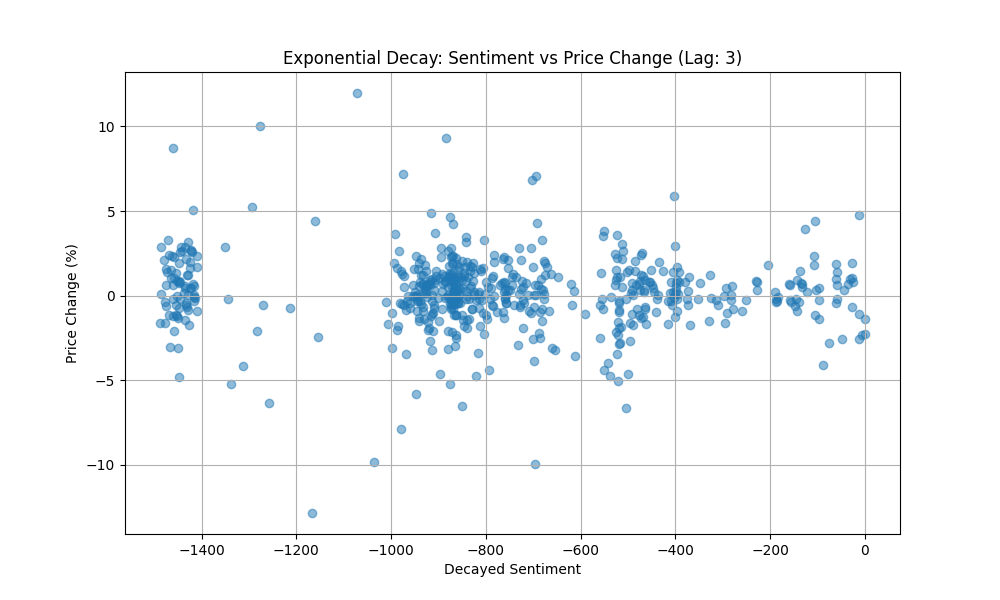 Exponential Decay: Sentiment vs Price Change (Lag: 3)
Price Change (%)
10
5
0
−5
−10
−1400 −1200 −1000 −800 −600 −400 −200 0
Decayed Sentiment